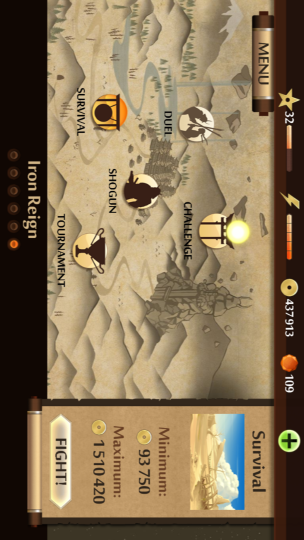 MENU
32
437 913
109
DUEL
SURVIVAL
CHALLENGE
SHOGUN
TOURNAMENT
Iron Reign
Survival
Minimum:
93 750
Maximum:
1 510 420
FIGHT!